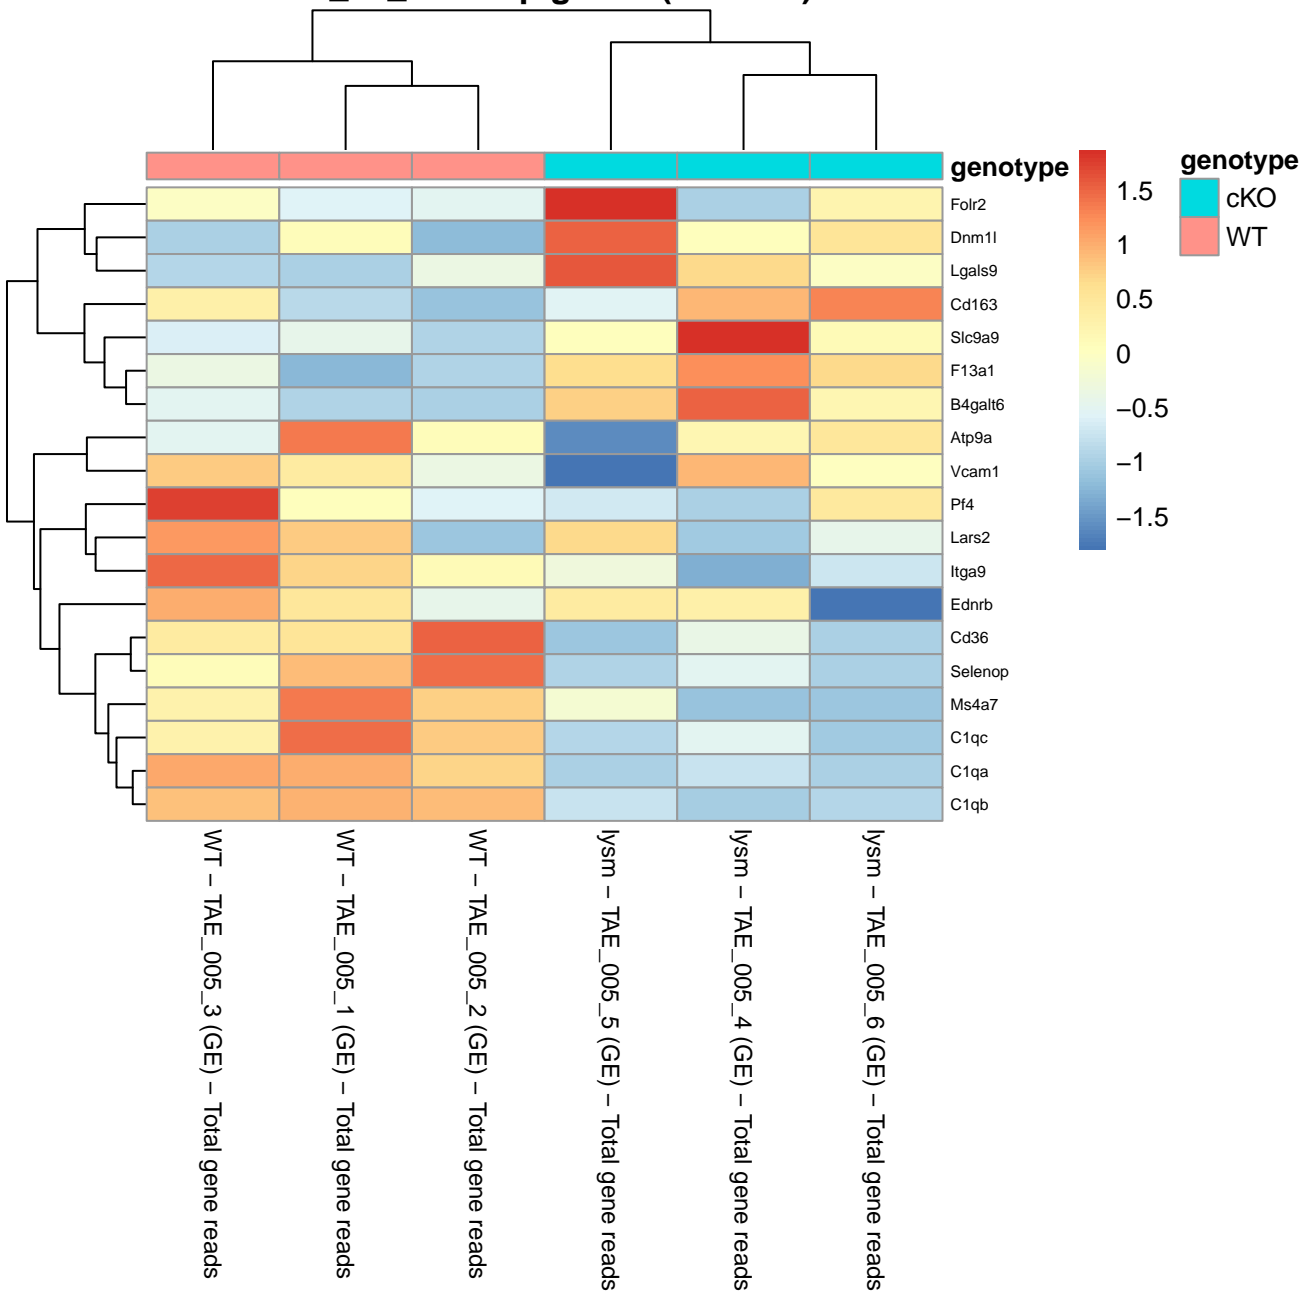 genotype
Folr2
Dnm1l
Lgals9
Cd163
Slc9a9
F13a1
B4galt6
Atp9a
Vcam1
Pf4
Lars2
Itga9
Ednrb
Cd36
Selenop
Ms4a7
C1qc
C1qa
C1qb
1.5
1
0.5
0
−0.5
−1
−1.5
genotype
cKO
WT
WT − TAE_005_3 (GE) − Total gene reads
WT − TAE_005_1 (GE) − Total gene reads
WT − TAE_005_2 (GE) − Total gene reads
lysm − TAE_005_5 (GE) − Total gene reads
lysm − TAE_005_4 (GE) − Total gene reads
lysm − TAE_005_6 (GE) − Total gene reads